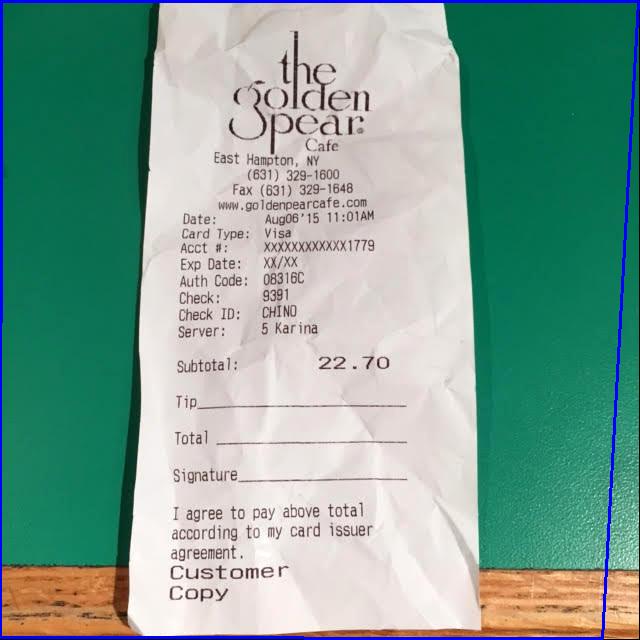 the
golden
pear®
Cafe
East Hampton, NY
(631) 329-1600
Fax (631) 329-1648
www.goldenpearcafe.com
Date: Aug06'15 11:01AM
Card Type: Visa
Acct #: XXXXXXXXXXXX1779
Exp Date: XX/XX
Auth Code: 08316C
Check: 9391
Check ID: CHINO
Server: 5 Karina
Subtotal: 22.70
Tip
Total
Signature
I agree to pay above total
according to my card issuer
agreement.
Customer
Copy